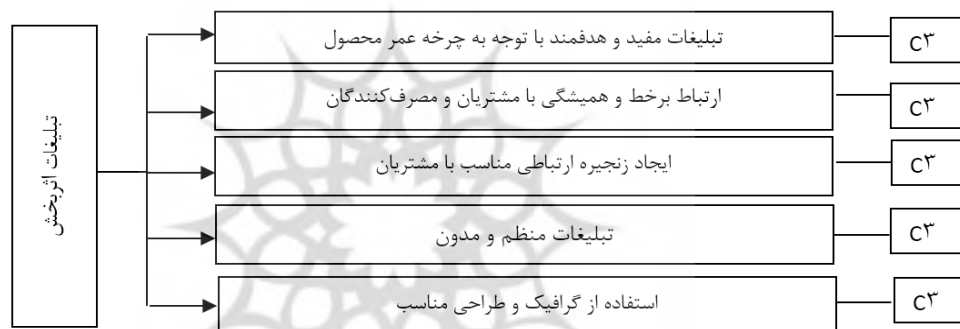 تبلیغات اثربخش
تبلیغات مفید و هدفمند با توجه به چرخه عمر محصول
C۳
ارتباط برخط و همیشگی با مشتریان و مصرف‌کنندگان
C۳
ایجاد زنجیره ارتباطی مناسب با مشتریان
C۳
تبلیغات منظم و مدون
C۳
استفاده از گرافیک و طراحی مناسب
C۳